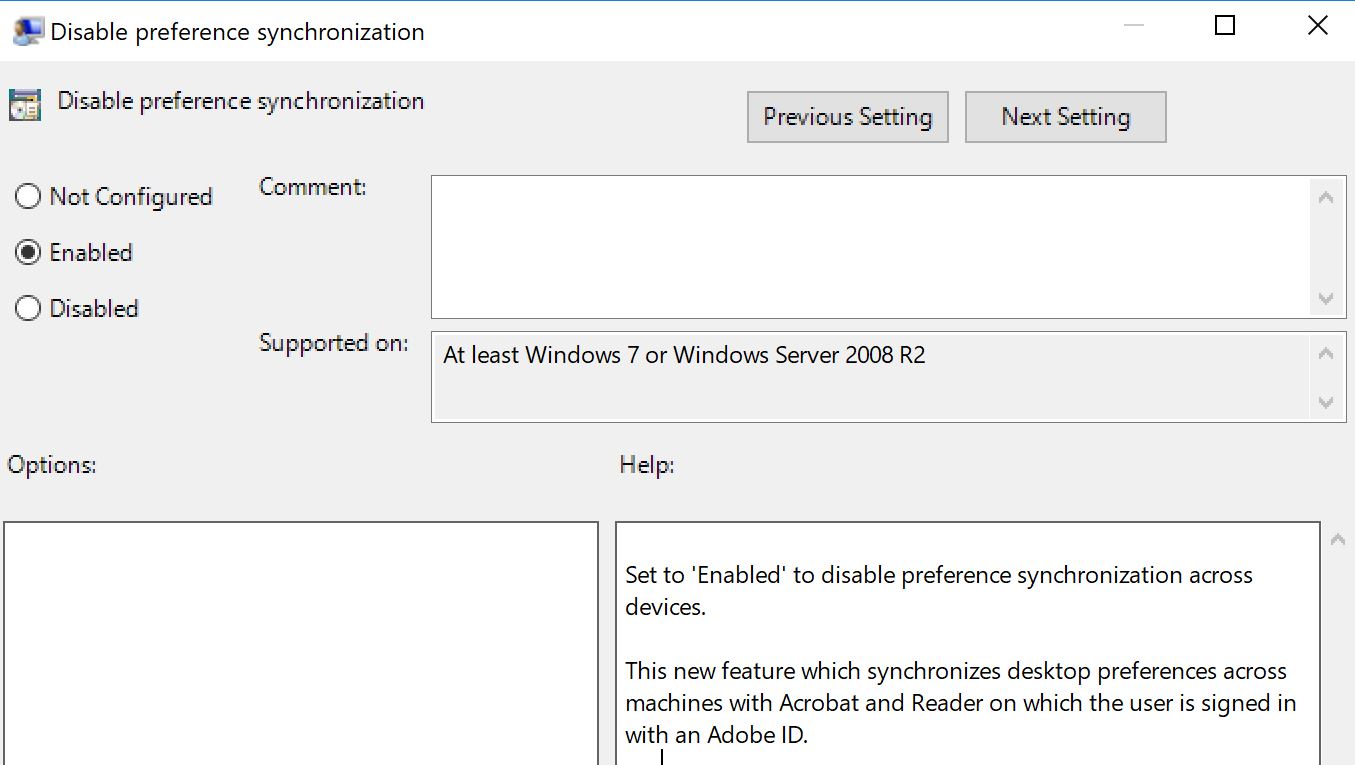 Disable preference synchronization
Disable preference synchronization
Previous Setting
Next Setting
Not Configured
Comment:
Enabled
Disabled
Supported on:
At least Windows 7 or Windows Server 2008 R2
Options:
Help:
Set to 'Enabled' to disable preference synchronization across
devices.
This new feature which synchronizes desktop preferences across
machines with Acrobat and Reader on which the user is signed in
with an Adobe ID.